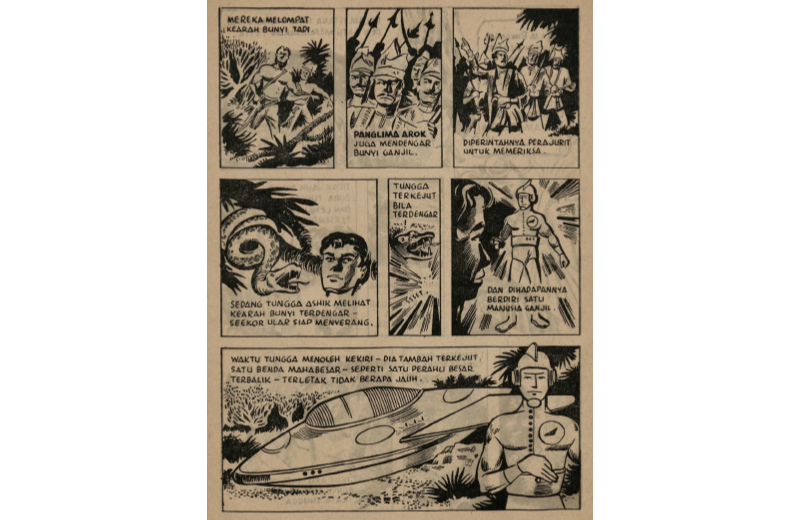 MEREKA MELOMPAT
KEARAH BUNYI TADI.
PANGLIMA AROK
JUGA MENDENGAR
BUNYI GANJIL.
DIPERINTAHNYA PERAJURIT
UNTUK MEMERIKSA.
SEDANG TUNGGA ASHIK MELIHAT
KEARAH BUNYI TERDENGAR –
SEEKOR ULAR SIAP MENYERANG.
TUNGGA
TERKEJUT
BILA
TERDENGAR
...!
DAN DIHADAPANNYA
BERDIRI SATU
MANUSIA GANJIL.
WAKTU TUNGGA MENOLEH KEKIRI – DIA TAMBAH TERKEJUT
SATU BENDA MAHABESAR – SEPERTI SATU PERAHU BESAR
TERBALIK – TERLETAK TIDAK BERAPA JAUH.